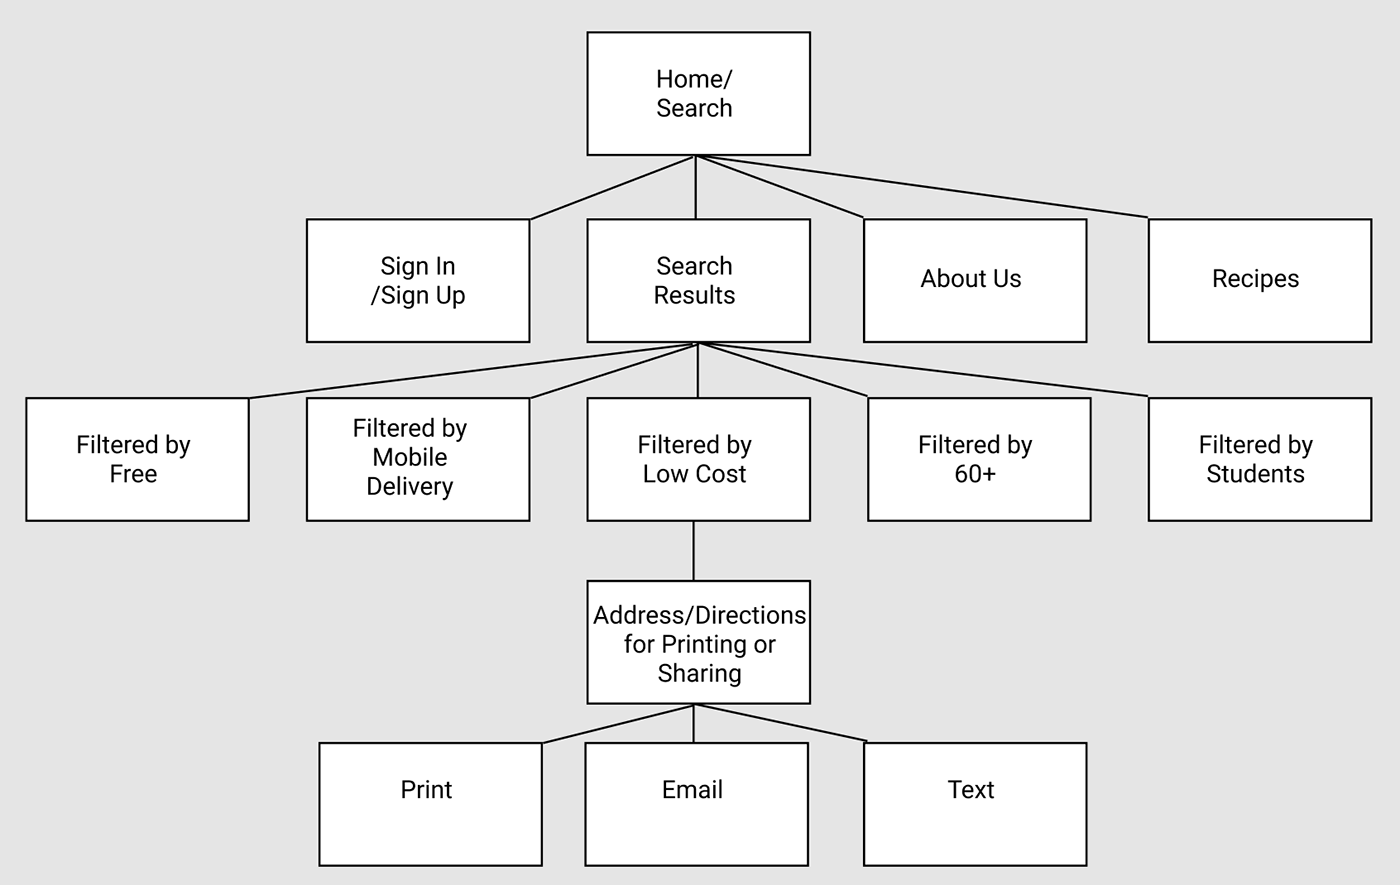 Home/
Search
Sign In
/Sign Up
Search
Results
About Us
Recipes
Filtered by
Free
Filtered by
Mobile
Delivery
Filtered by
Low Cost
Filtered by
60+
Filtered by
Students
Address/Directions
for Printing or
Sharing
Print
Email
Text